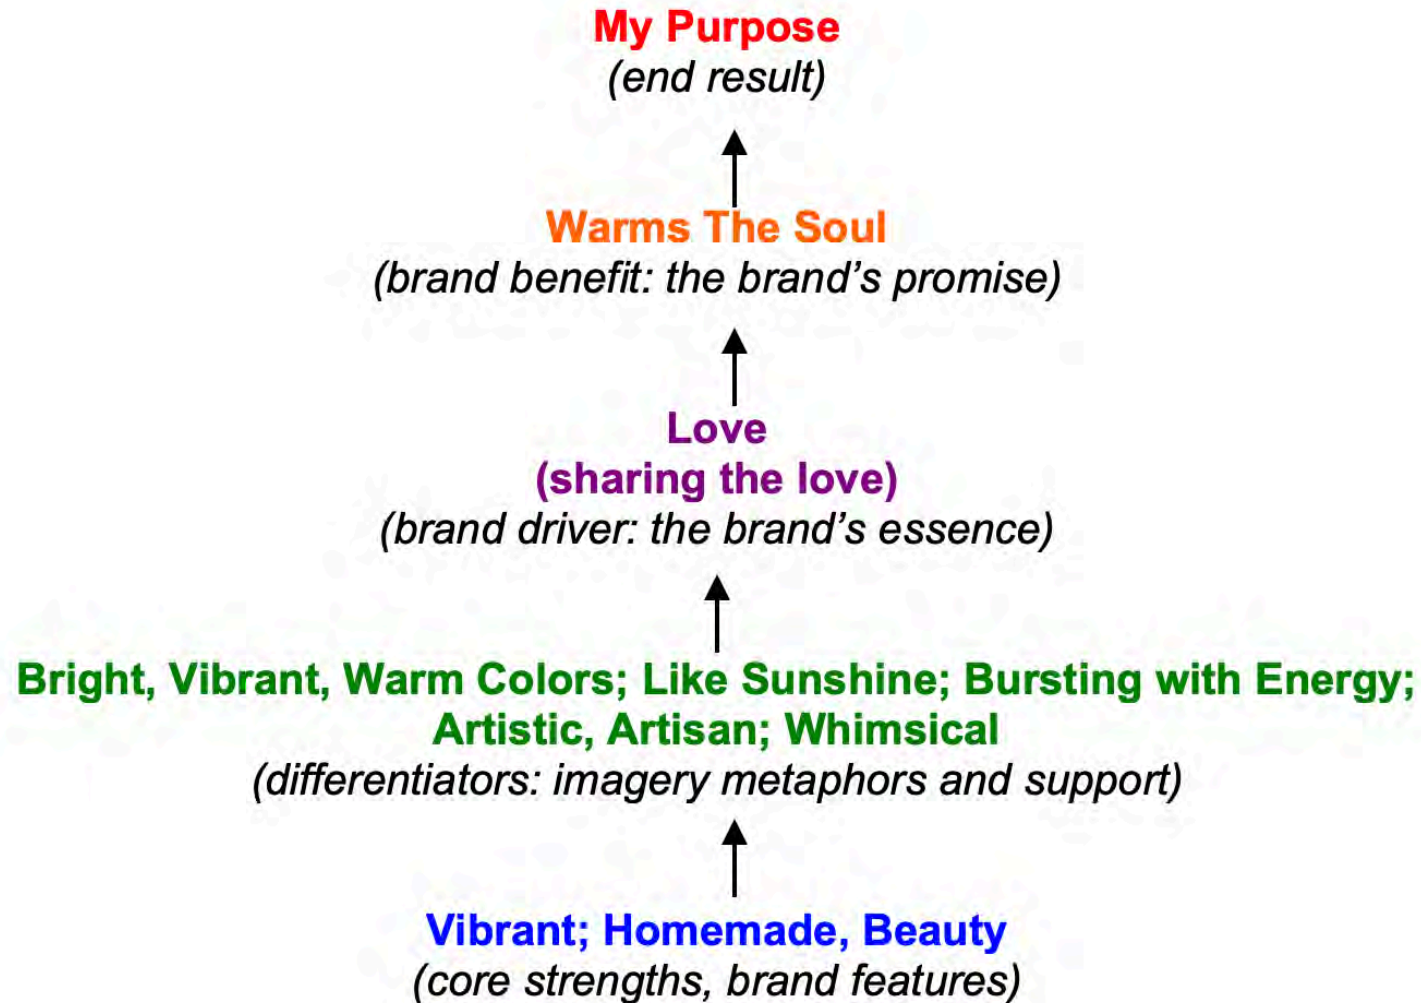 My Purpose
(end result)
Warms The Soul
(brand benefit: the brand’s promise)
Love
(sharing the love)
(brand driver: the brand’s essence)
Bright, Vibrant, Warm Colors; Like Sunshine; Bursting with Energy;
Artistic, Artisan; Whimsical
(differentiators: imagery metaphors and support)
Vibrant; Homemade, Beauty
(core strengths, brand features)